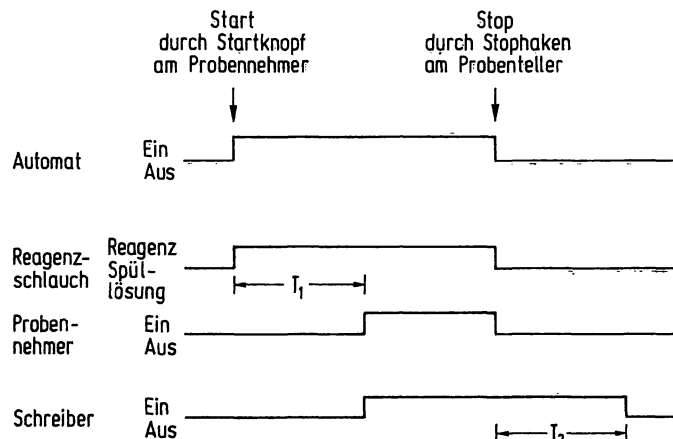 Start
durch Startknopf
am Probennehmer
Stop
durch Stophaken
am Probenteller
Automat
Ein
Aus
Reagenz-
schlauch
Reagenz
Spül-
lösung
T₁
Proben-
nehmer
Ein
Aus
Schreiber
Ein
Aus